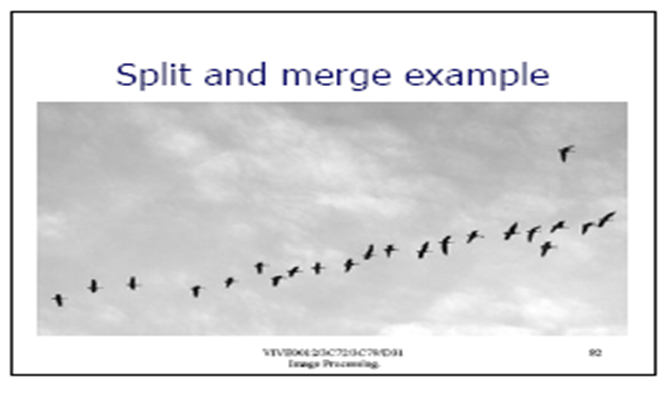 Split and merge example
92
Image Processing.